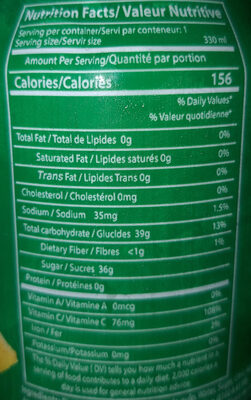 Nutrition Facts/ Valeur Nutritive
Serving per container/Servi par conteneur: 1
Serving size/Servir size 330 ml
Amount Per Serving/Quantité par portion
Calories/Calories 156
% Daily Values*
% Valeur quotidienne*
Total Fat / Total de Lipides 0g 0%
Saturated Fat / Lipides saturés 0g 0%
Trans Fat / Lipides Trans 0g 0%
Cholesterol / Cholestérol 0mg 0%
Sodium / Sodium 35mg 1.5%
Total carbohydrate / Glucides 39g 13%
Dietary Fiber / Fibres <1g 1%
Sugar / Sucres 36g
Protein / Protéines 0g
Vitamin A / Vitamine A 0mcg 0%
Vitamin C / Vitamine C 76mg 108%
Iron / Fer 2%
Potassium/Potassium 0mg 0%
The % Daily Value (DV) tells you how much a nutrient in a
serving of food contributes to a daily diet. 2,000 calories a
day is used for general nutrition advice.